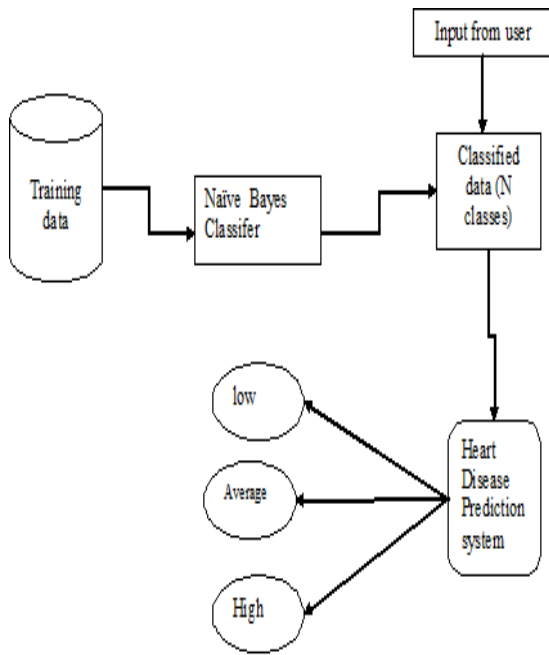 Input from user
Training
data
Naïve Bayes
Classifer
Classified
data (N
classes)
low
Average
High
Heart
Disease
Prediction
system